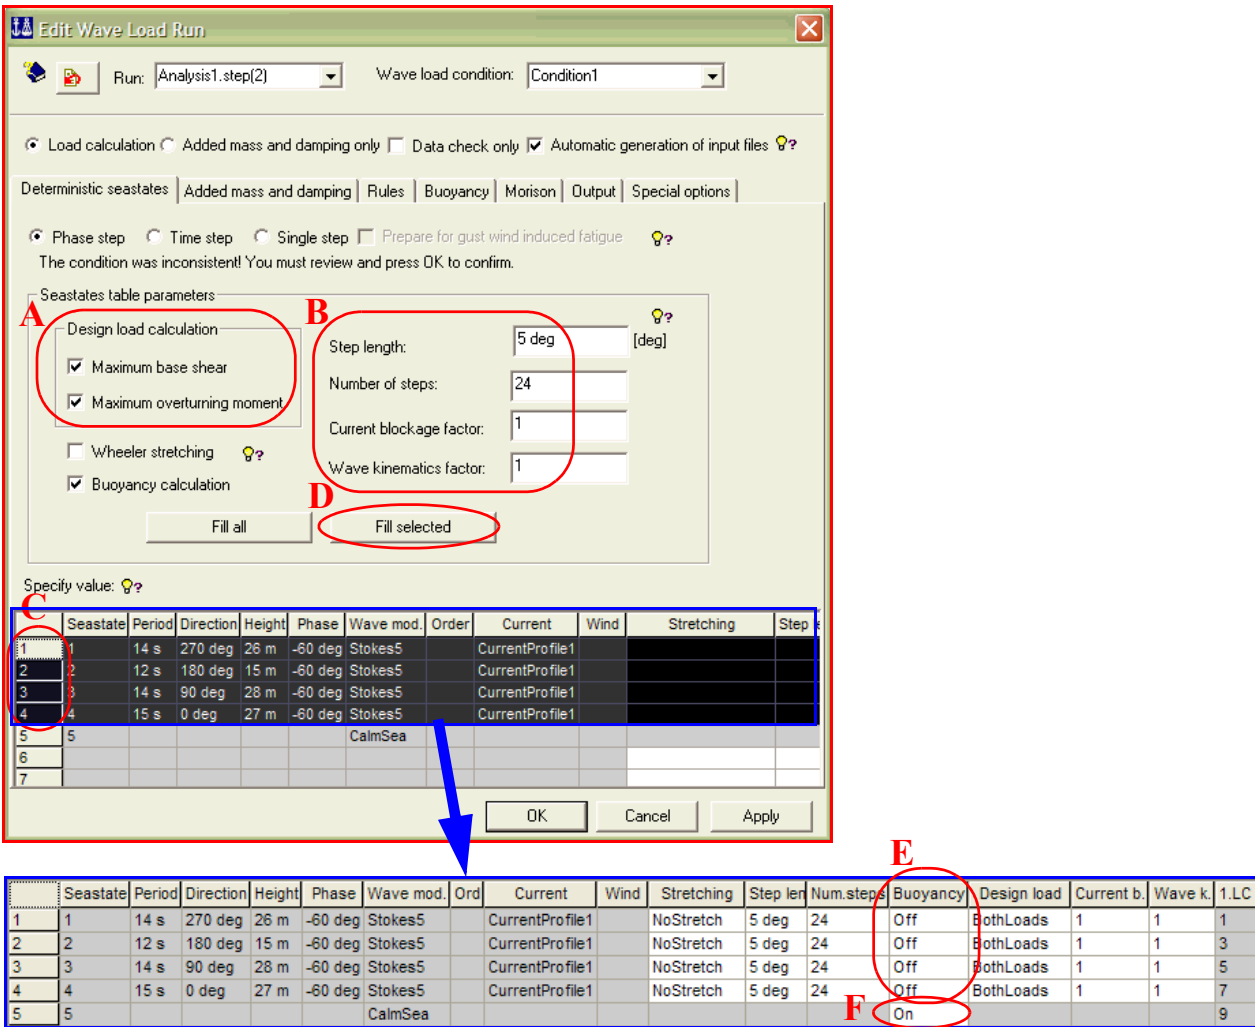 Edit Wave Load Run
Run: Analysis1.step(2) Wave load condition: Condition1
Load calculation Added mass and damping only Data check only Automatic generation of input files ?
Deterministic seastates Added mass and damping Rules Buoyancy Morison Output Special options
Phase step Time step Single step Prepare for gust wind induced fatigue ?
The condition was inconsistent! You must review and press OK to confirm.
Seastates table parameters
A B ?
Design load calculation
Step length: 5 deg [deg]
Maximum base shear
Number of steps: 24
Maximum overturning moment
Current blockage factor: 1
Wheeler stretching ?
Wave kinematics factor: 1
Buoyancy calculation
D
Fill all Fill selected
Specify value: ?
C
Seastate Period Direction Height Phase Wave mod. Order Current Wind Stretching Step le
1 1 14 s 270 deg 26 m -60 deg Stokes5 CurrentProfile1
2 2 12 s 180 deg 15 m -60 deg Stokes5 CurrentProfile1
3 3 14 s 90 deg 28 m -60 deg Stokes5 CurrentProfile1
4 4 15 s 0 deg 27 m -60 deg Stokes5 CurrentProfile1
5 5 CalmSea
6
7
OK Cancel Apply
E
Seastate Period Direction Height Phase Wave mod. Ord Current Wind Stretching Step len Num.steps Buoyancy Design load Current b. Wave k. 1.LC
1 1 14 s 270 deg 26 m -60 deg Stokes5 CurrentProfile1 NoStretch 5 deg 24 Off BothLoads 1 1 1
2 2 12 s 180 deg 15 m -60 deg Stokes5 CurrentProfile1 NoStretch 5 deg 24 Off BothLoads 1 1 3
3 3 14 s 90 deg 28 m -60 deg Stokes5 CurrentProfile1 NoStretch 5 deg 24 Off BothLoads 1 1 5
4 4 15 s 0 deg 27 m -60 deg Stokes5 CurrentProfile1 NoStretch 5 deg 24 Off BothLoads 1 1 7
5 5 CalmSea F On 9